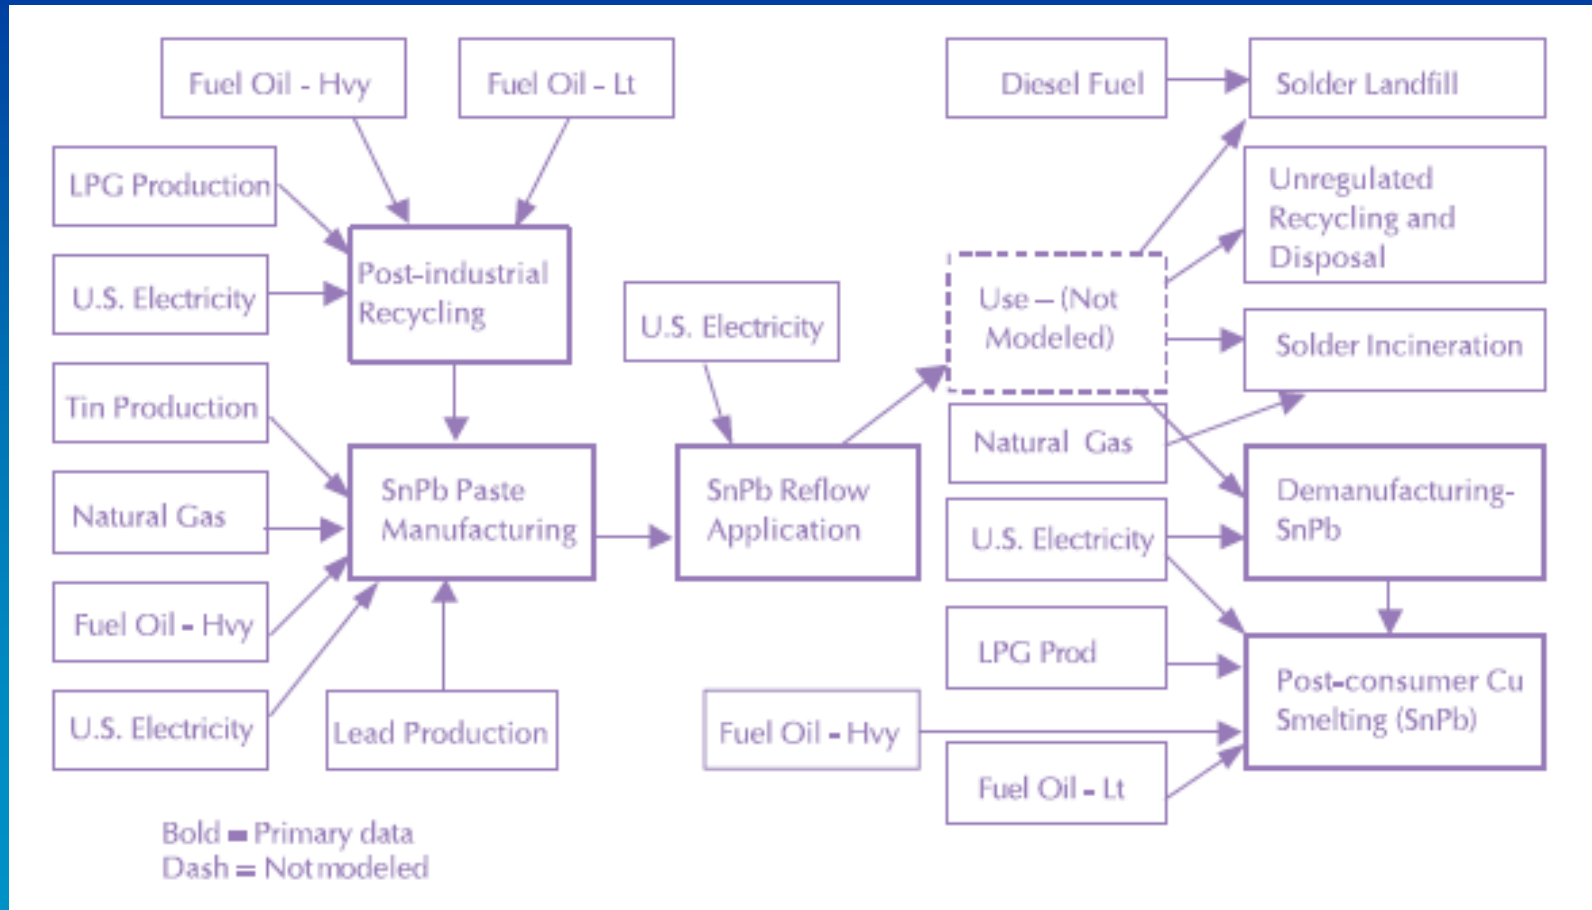 Fuel Oil - Hvy
Fuel Oil - Lt
Diesel Fuel
Solder Landfill
LPG Production
Unregulated
Recycling and
Disposal
U.S. Electricity
Post-industrial
Recycling
U.S. Electricity
Use - (Not
Modeled)
Solder Incineration
Tin Production
Natural Gas
SnPb Paste
Manufacturing
SnPb Reflow
Application
Natural Gas
U.S. Electricity
Demanufacturing-
SnPb
Fuel Oil - Hvy
LPG Prod
Post-consumer Cu
Smelting (SnPb)
U.S. Electricity
Lead Production
Fuel Oil - Hvy
Fuel Oil - Lt
Bold = Primary data
Dash = Not modeled